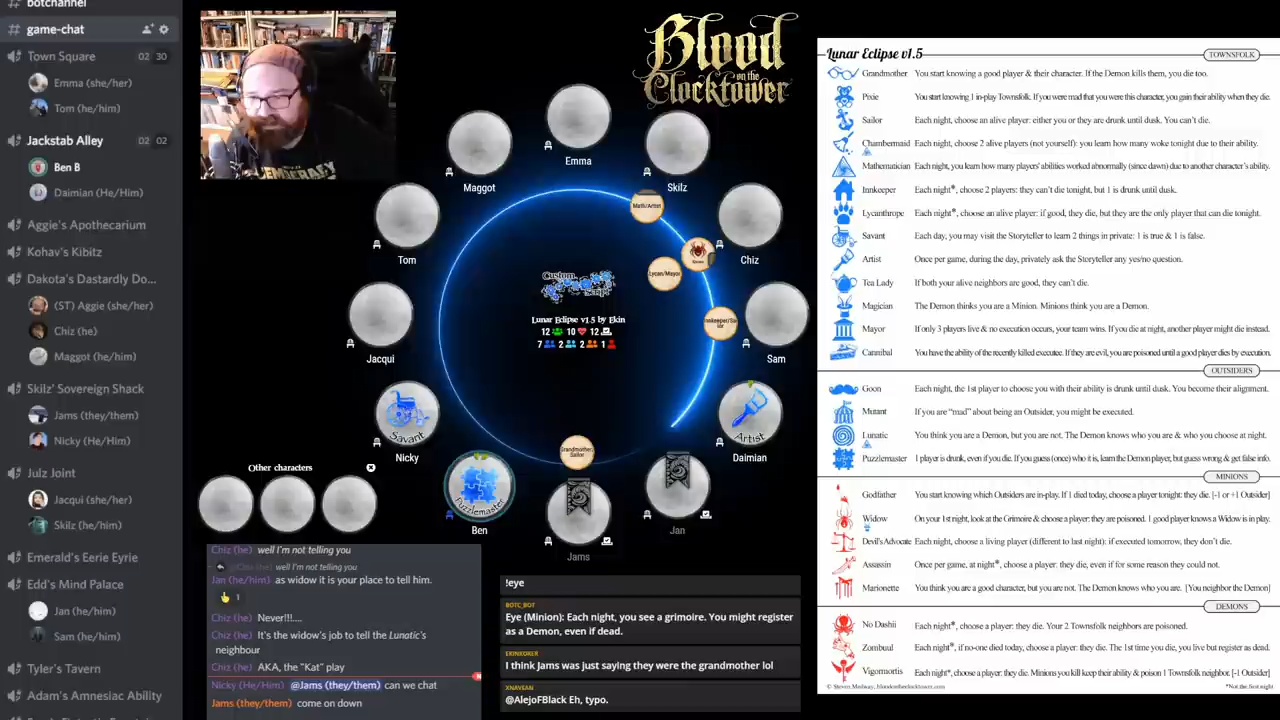 botchannel
game-chat
Town Square
02 30
Emma (she/her)
Tom (he/him)
Jackstab Alley
02 02
Ben B
Daimian (He/Him)
Aggie's Apothecarium
Kohav's Kibitz
Dakota's Dastardly Do...
(ST) Aggie (she/her)
Chiz (he)
Maggot (he/him)
Skilz' Sovereign Shack
Jams (they/them)
Nicky (He/Him)
Julz Joint
Jacqui (she/her)
Skilz (he/him)
Emerald's Eerie Eyrie
Edd's Mind Palace
Jan (he/him)
Sam (he/him)
Tyler's Tavern
Adam's Amnesiac Ability
Blood
on the
Clocktower
Emma
Maggot
Skilz
Tom
Math/Artist
Chiz
Lycan/Mayor
Custom
Script
Lunar Eclipse v1.5 by Ekin
12 10 12
7 2 2 1
Jacqui
Sam
Savant
Nicky
Artist
Daimian
Other characters
Grandmother/
Sailor
Puzzlemaster
Ben
Jams
Jan
Chiz (he) well I'm not telling you
well I'm not telling you
Jan (he/him) as widow it is your place to tell him.
1
Chiz (he) Never!!!....
Chiz (he) It's the widow's job to tell the Lunatic's
neighbour
Chiz (he) AKA, the "Kat" play
Nicky (He/Him) @Jams (they/them) can we chat
Jams (they/them) come on down
!eye
BOTC_BOT
Eye (Minion): Each night, you see a grimoire. You might register
as a Demon, even if dead.
EKINKOKER
I think Jams was just saying they were the grandmother lol
XNAVEAN
@AlejoFBlack Eh, typo.
Lunar Eclipse v1.5
TOWNSFOLK
Grandmother You start knowing a good player & their character. If the Demon kills them, you die too.
Pixie You start knowing 1 in-play Townsfolk. If you were mad that you were this character, you gain their ability when they die.
Sailor Each night, choose an alive player: either you or they are drunk until dusk. You can't die.
Chambermaid Each night, choose 2 alive players (not yourself): you learn how many woke tonight due to their ability.
Mathematician Each night, you learn how many players' abilities worked abnormally (since dawn) due to another character's ability.
Innkeeper Each night*, choose 2 players: they can't die tonight, but 1 is drunk until dusk.
Lycanthrope Each night*, choose an alive player: if good, they die, but they are the only player that can die tonight.
Savant Each day, you may visit the Storyteller to learn 2 things in private: 1 is true & 1 is false.
Artist Once per game, during the day, privately ask the Storyteller any yes/no question.
Tea Lady If both your alive neighbors are good, they can't die.
Magician The Demon thinks you are a Minion. Minions think you are a Demon.
Mayor If only 3 players live & no execution occurs, your team wins. If you die at night, another player might die instead.
Cannibal You have the ability of the recently killed executee. If they are evil, you are poisoned until a good player dies by execution.
OUTSIDERS
Goon Each night, the 1st player to choose you with their ability is drunk until dusk. You become their alignment.
Mutant If you are "mad" about being an Outsider, you might be executed.
Lunatic You think you are a Demon, but you are not. The Demon knows who you are & who you choose at night.
Puzzlemaster 1 player is drunk, even if you die. If you guess (once) who it is, learn the Demon player, but guess wrong & get false info.
MINIONS
Godfather You start knowing which Outsiders are in-play. If 1 died today, choose a player tonight: they die. [-1 or +1 Outsider]
Widow On your 1st night, look at the Grimoire & choose a player: they are poisoned. 1 good player knows a Widow is in play.
Devil's Advocate Each night, choose a living player (different to last night): if executed tomorrow, they don't die.
Assassin Once per game, at night*, choose a player: they die, even if for some reason they could not.
Marionette You think you are a good character, but you are not. The Demon knows who you are. [You neighbor the Demon]
DEMONS
No Dashii Each night*, choose a player: they die. Your 2 Townsfolk neighbors are poisoned.
Zombuul Each night*, if no-one died today, choose a player: they die. The 1st time you die, you live but register as dead.
Vigormortis Each night*, choose a player: they die. Minions you kill keep their ability & poison 1 Townsfolk neighbor. [-1 Outsider]
© Steven Medway, bloodontheclocktower.com
*Not the first night